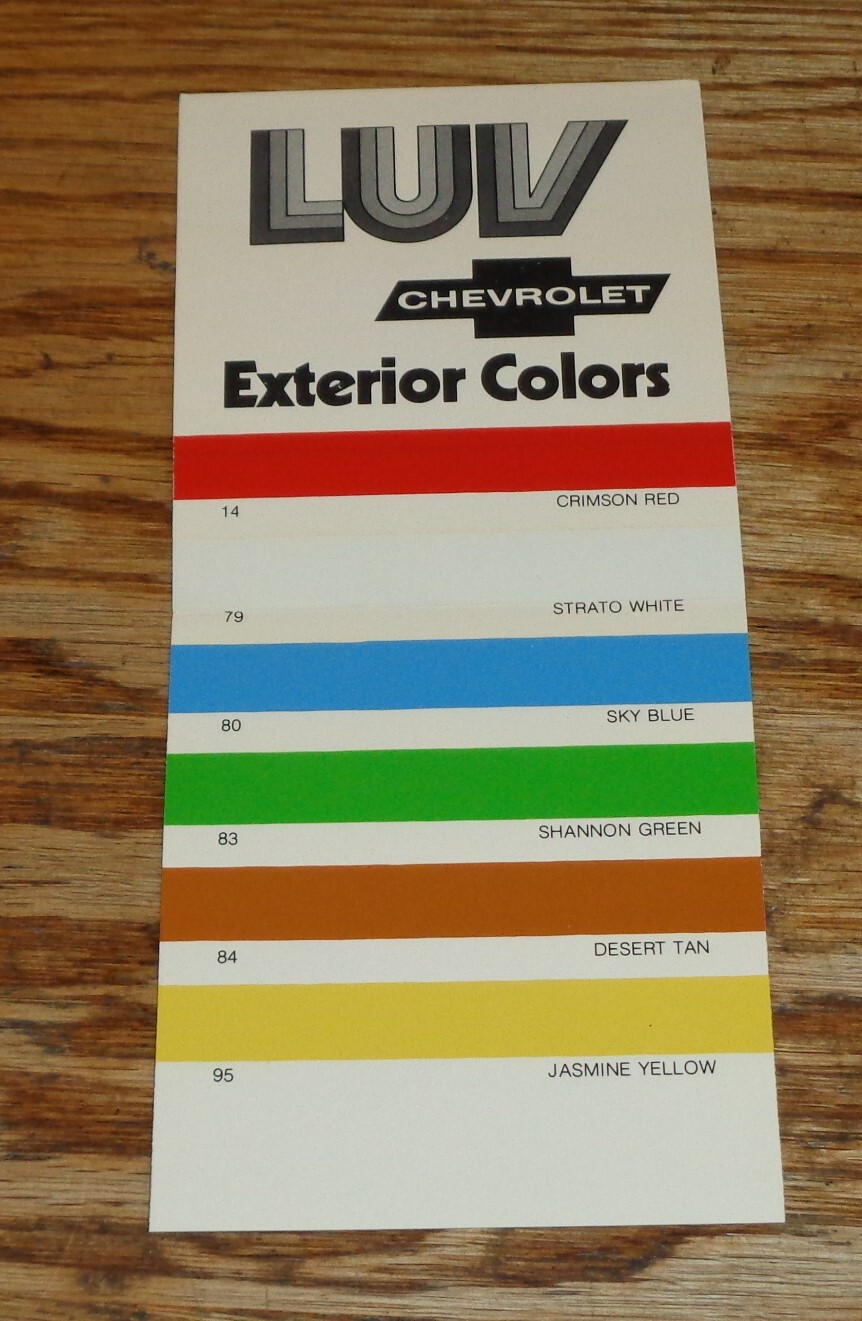 LUV
CHEVROLET
Exterior Colors
14 CRIMSON RED
79 STRATO WHITE
80 SKY BLUE
83 SHANNON GREEN
84 DESERT TAN
95 JASMINE YELLOW